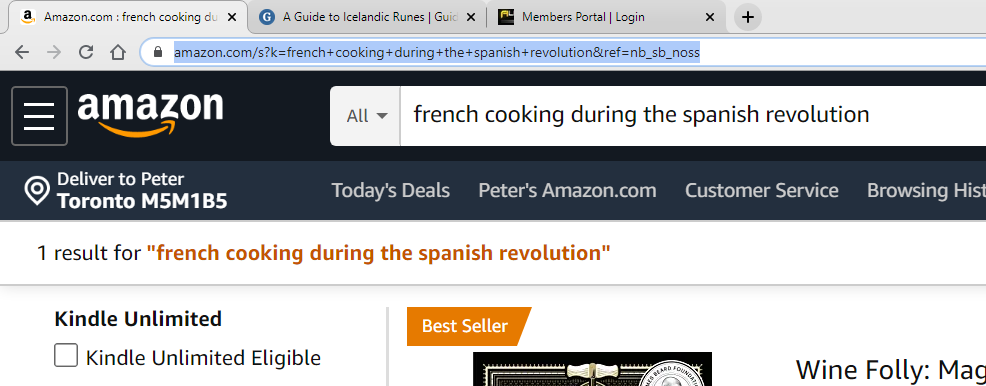 Amazon.com : french cooking du
A Guide to Icelandic Runes | Guid
Members Portal | Login
amazon.com/s?k=french+cooking+during+the+spanish+revolution&ref=nb_sb_noss
amazon
All
french cooking during the spanish revolution
Deliver to Peter
Toronto M5M1B5
Today's Deals
Peter's Amazon.com
Customer Service
Browsing Hist
1 result for "french cooking during the spanish revolution"
Kindle Unlimited
Kindle Unlimited Eligible
Best Seller
Wine Folly: Mag